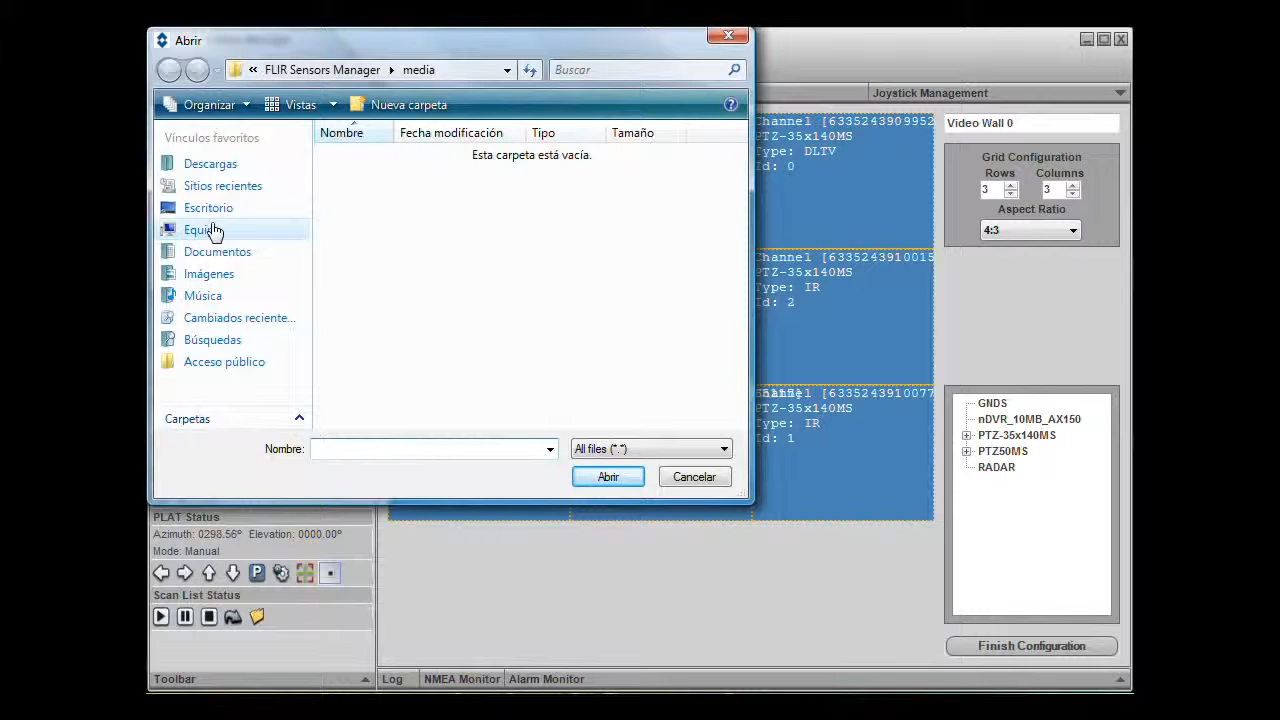 Abrir
FLIR Sensors Manager
media
Buscar
Organizar
Vistas
Nueva carpeta
Vínculos favoritos
Descargas
Sitios recientes
Escritorio
Documentos
Imágenes
Música
Cambiados reciente...
Búsquedas
Acceso público
Carpetas
Nombre
Fecha modificación
Tipo
Tamaño
Esta carpeta está vacía.
Nombre:
All files (*.*)
Abrir
Cancelar
Joystick Management
Channel [6335243909952
PTZ-35x140MS
Type: DLTV
Id: 0
Channel [6335243910015
PTZ-35x140MS
Type: IR
Id: 2
[6335243910077
PTZ-35x140MS
Type: IR
Id: 1
Video Wall 0
Grid Configuration
Rows
Columns
3
3
Aspect Ratio
4:3
GNDS
nDVR_10MB_AX150
PTZ-35x140MS
PTZ50MS
RADAR
Finish Configuration
PLAT Status
Azimuth: 0298.56º Elevation: 0000.00º
Mode: Manual
P
Scan List Status
Toolbar
Log
NMEA Monitor
Alarm Monitor